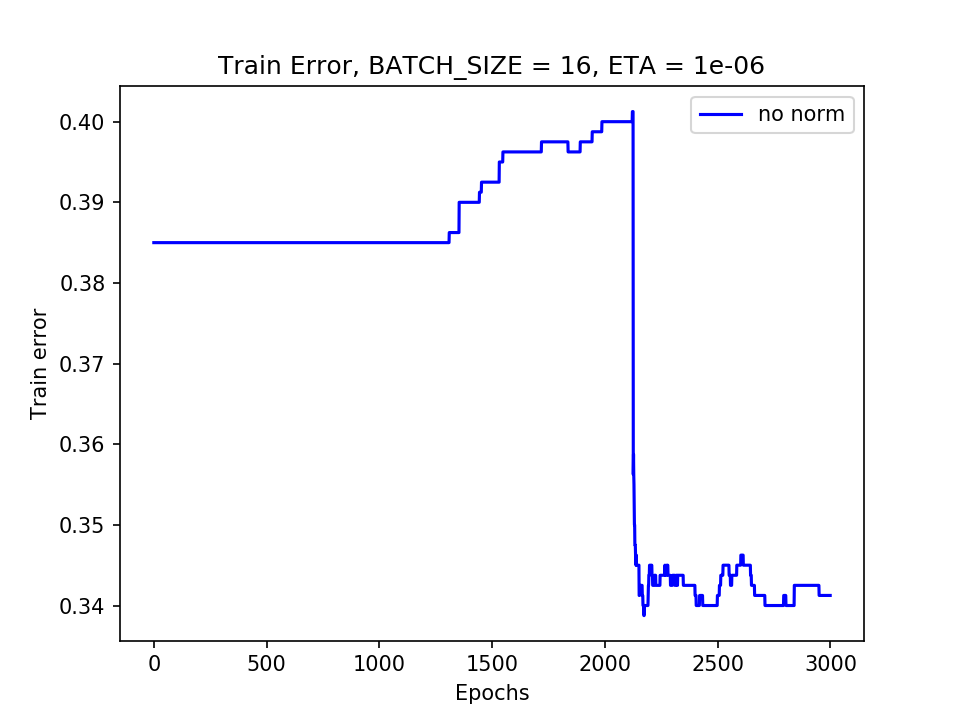 Train Error, BATCH_SIZE = 16, ETA = 1e-06
no norm
0.40
0.39
0.38
0.37
0.36
0.35
0.34
Train error
0 500 1000 1500 2000 2500 3000
Epochs